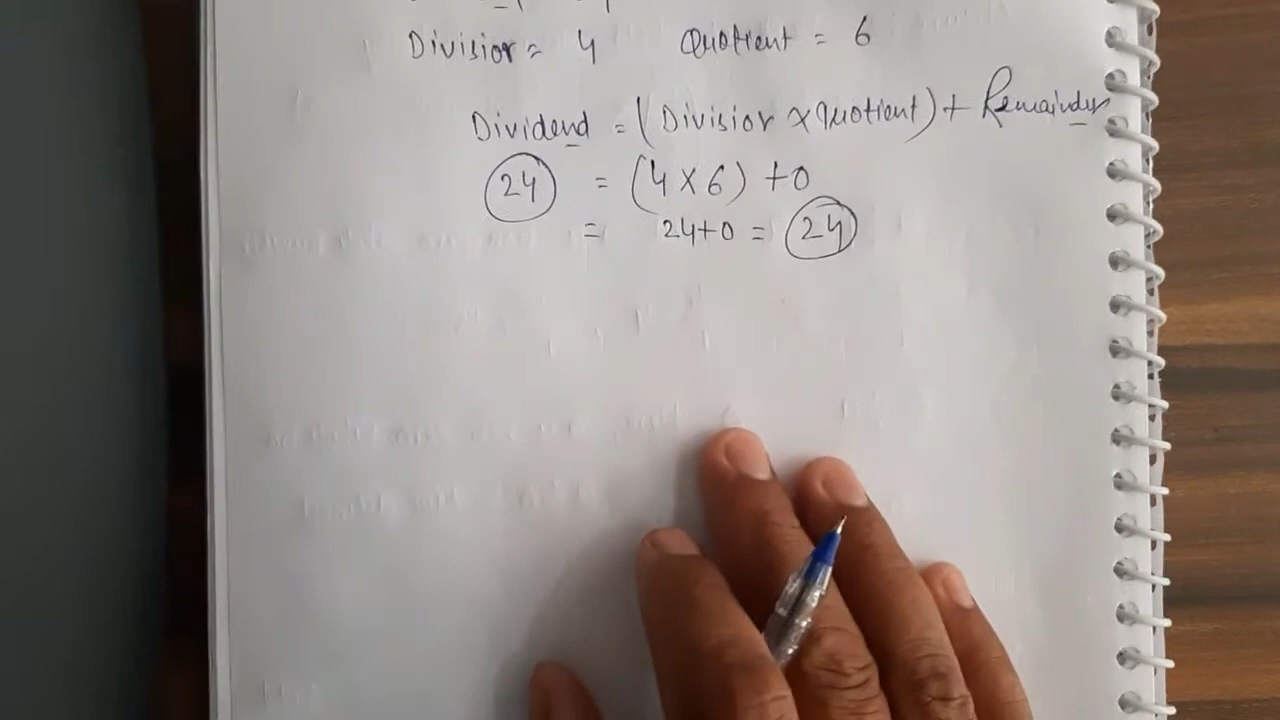 Divisior = 4 Quotient = 6
Dividend = (Divisior × Quotient) + Remainder
24 = (4 × 6) + 0
= 24+0 = 24